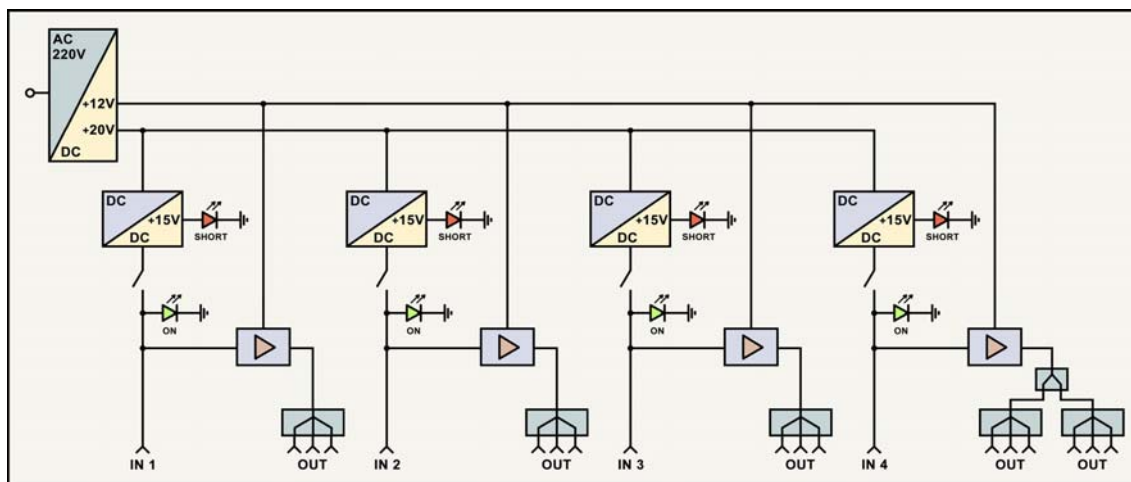 AC
220V
+12V
+20V
DC
DC DC DC DC
+15V +15V +15V +15V
DC DC DC DC
SHORT SHORT SHORT SHORT
ON ON ON ON
IN 1 OUT IN 2 OUT IN 3 OUT IN 4 OUT OUT